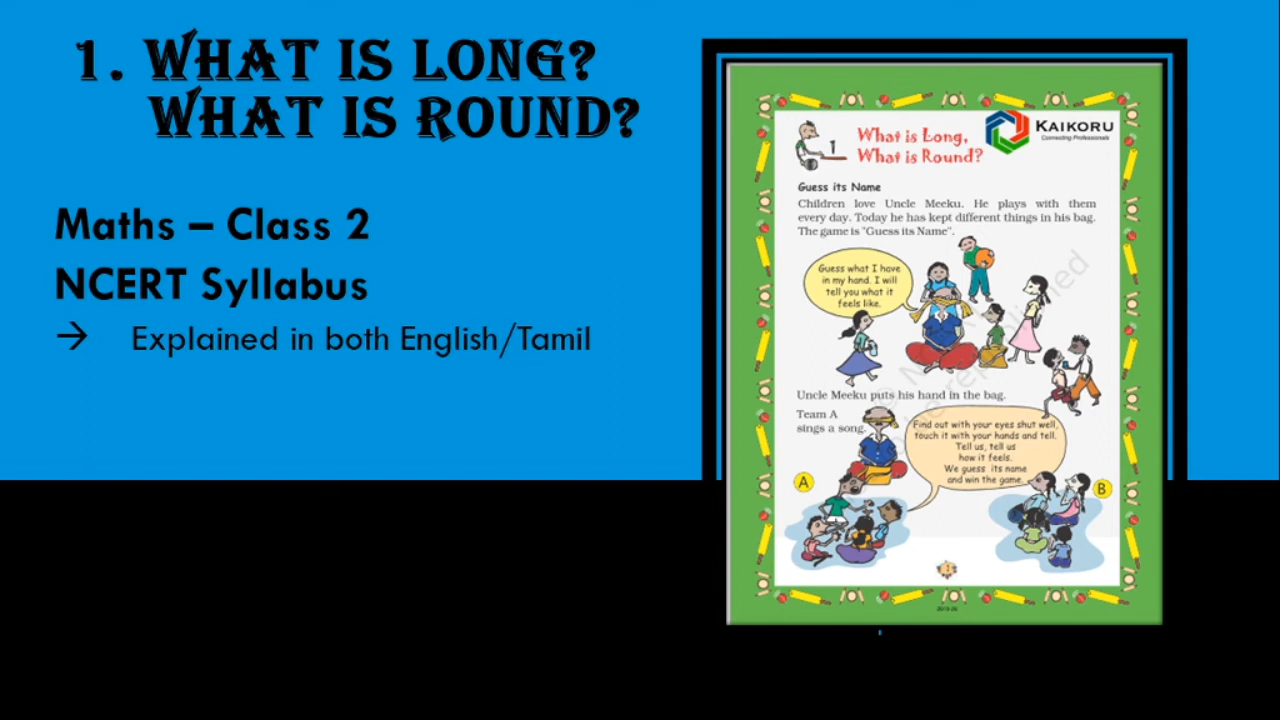 1. WHAT IS LONG?
WHAT IS ROUND?
Maths – Class 2
NCERT Syllabus
→ Explained in both English/Tamil
1
What is Long,
What is Round?
KAIKORU
Connecting Professionals
Guess its Name
Children love Uncle Meeku. He plays with them
every day. Today he has kept different things in his bag.
The game is "Guess its Name".
Guess what I have
in my hand. I will
tell you what it
feels like.
Uncle Meeku puts his hand in the bag.
Team A
sings a song.
Find out with your eyes shut well,
touch it with your hands and tell.
Tell us, tell us
how it feels.
We guess its name
and win the game.
A
B